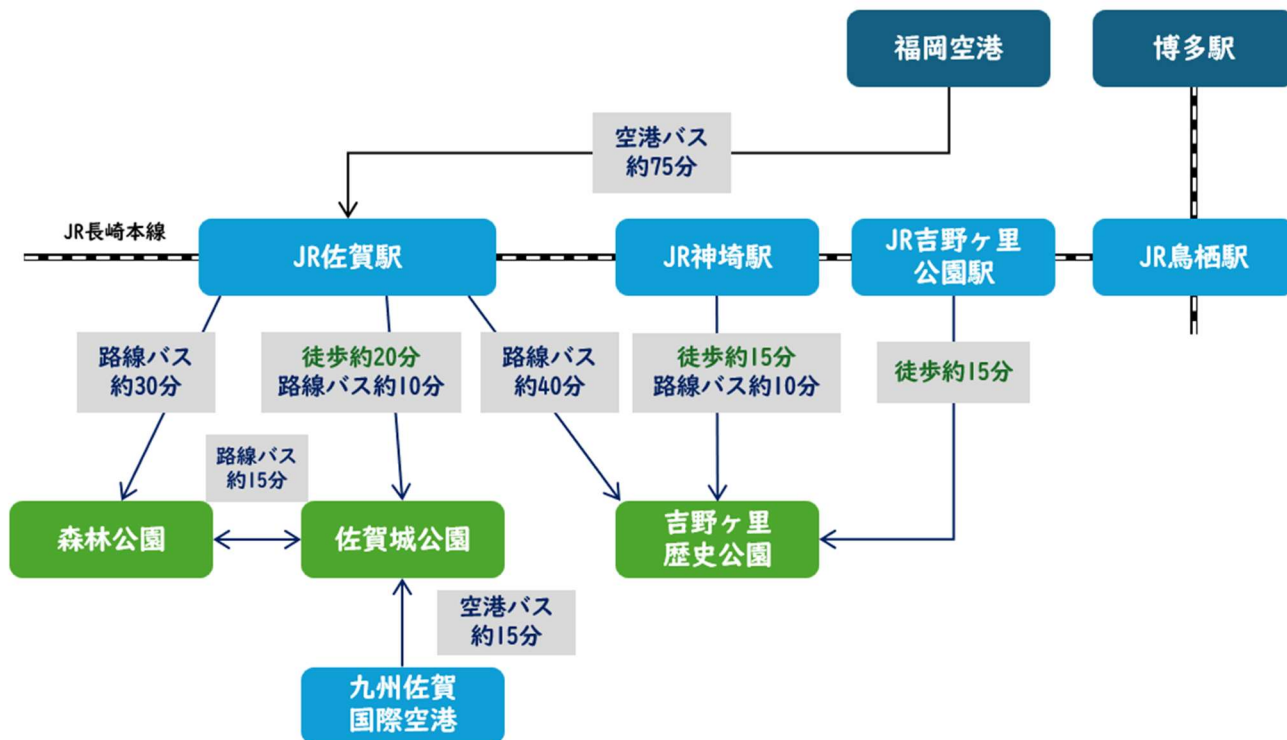 福岡空港
博多駅
空港バス
約75分
JR長崎本線
JR佐賀駅
JR神埼駅
JR吉野ヶ里
公園駅
JR鳥栖駅
路線バス
約30分
徒歩約20分
路線バス約10分
路線バス
約40分
徒歩約15分
路線バス約10分
徒歩約15分
路線バス
約15分
森林公園
佐賀城公園
吉野ヶ里
歴史公園
空港バス
約15分
九州佐賀
国際空港